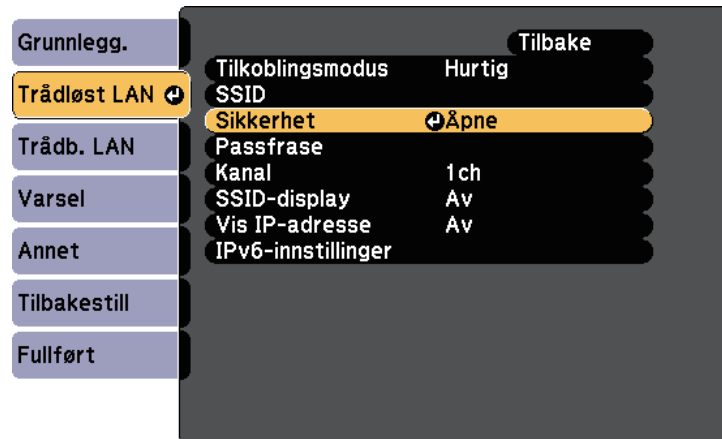 Grunnlegg.
Trådløst LAN
Trådb. LAN
Varsel
Annet
Tilbakestill
Fullført
Tilbake
Tilkoblingsmodus Hurtig
SSID
Sikkerhet Åpne
Passfrase
Kanal 1ch
SSID-display Av
Vis IP-adresse Av
IPv6-innstillinger